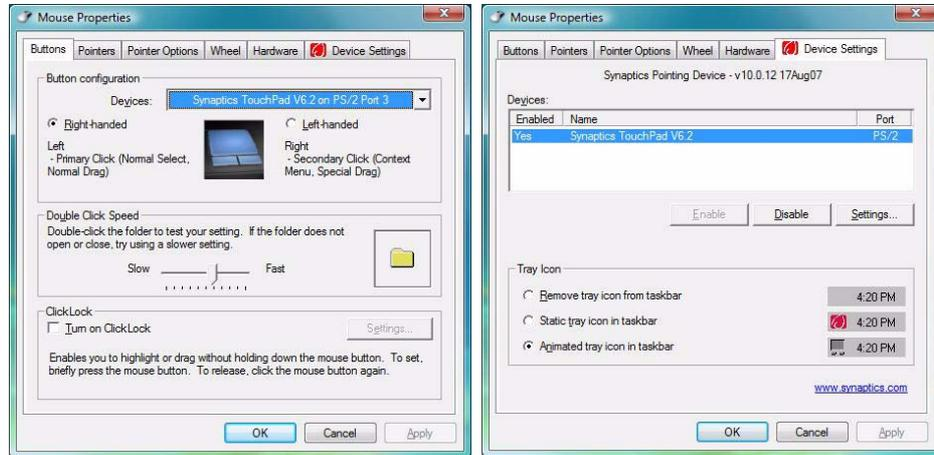 Mouse Properties
Buttons Pointers Pointer Options Wheel Hardware Device Settings
Button configuration
Devices: Synaptics TouchPad V6.2 on PS/2 Port 3
Right-handed
Left
- Primary Click (Normal Select,
Normal Drag)
Left-handed
Right
- Secondary Click (Context
Menu, Special Drag)
Double Click Speed
Double-click the folder to test your setting. If the folder does not
open or close, try using a slower setting.
Slow Fast
ClickLock
Turn on ClickLock Settings...
Enables you to highlight or drag without holding down the mouse button. To set,
briefly press the mouse button. To release, click the mouse button again.
OK Cancel Apply
Mouse Properties
Buttons Pointers Pointer Options Wheel Hardware Device Settings
Synaptics Pointing Device - v10.0.12 17Aug07
Devices:
Enabled Name Port
Yes Synaptics TouchPad V6.2 PS/2
Enable Disable Settings...
Tray Icon
Remove tray icon from taskbar 4:20 PM
Static tray icon in taskbar 4:20 PM
Animated tray icon in taskbar 4:20 PM
www.synaptics.com
OK Cancel Apply